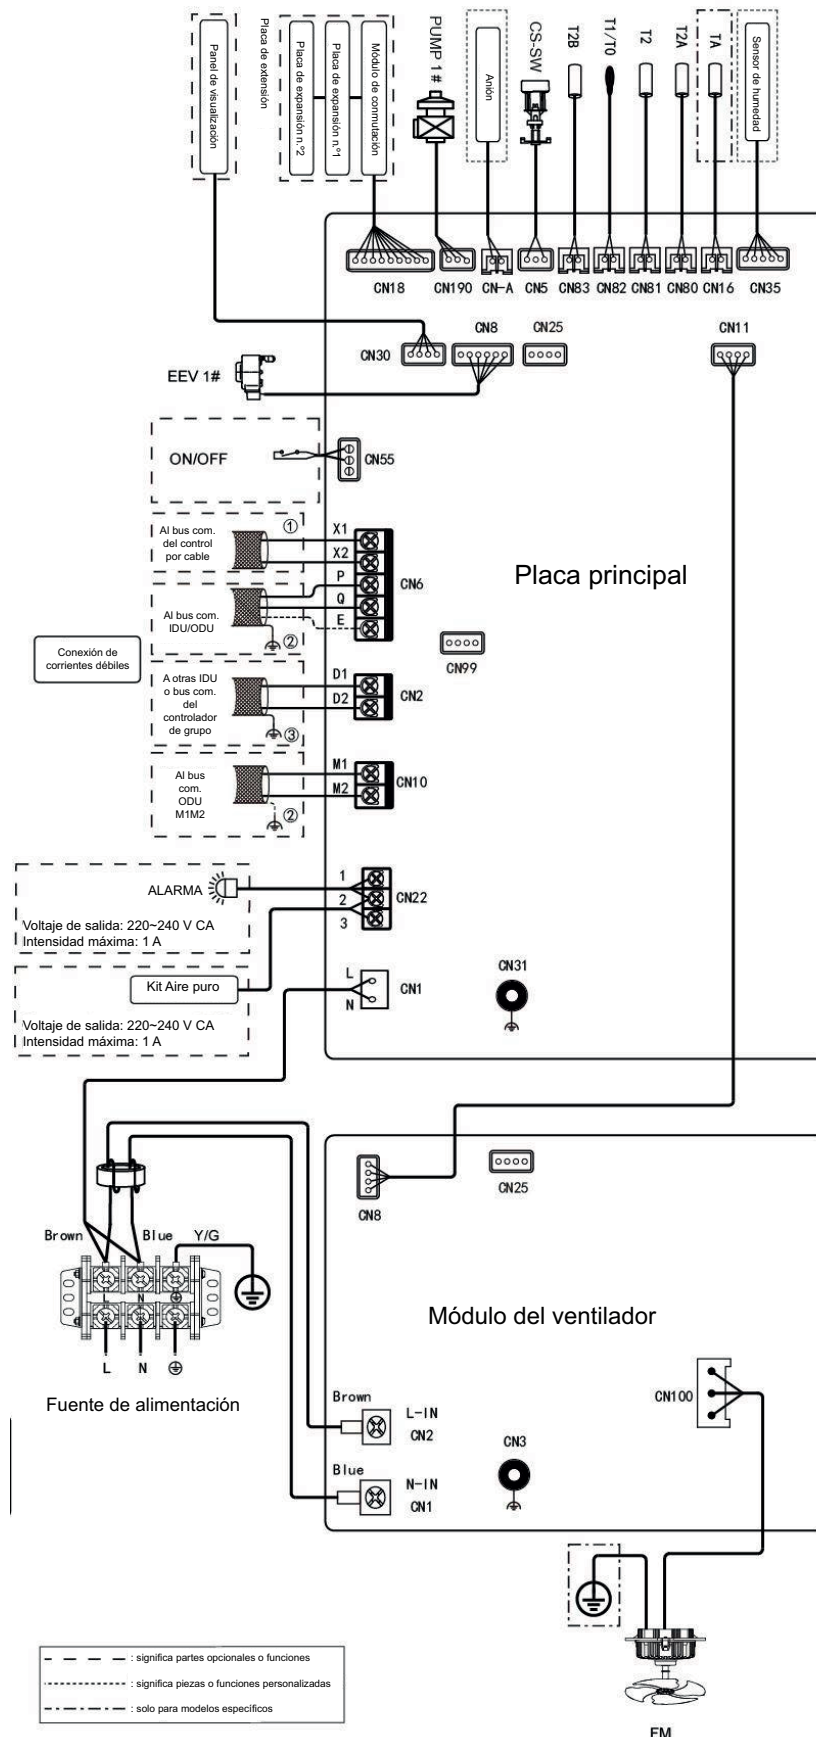 Panel de visualización
Placa de extensión
Placa de expansión n.º2
Placa de expansión n.º1
Módulo de conmutación
PUMP 1#
Anión
CS-SW
T2B
T1/T0
T2
T2A
TA
Sensor de humedad
CN18
CN190
CN-A
CN5
CN83
CN82
CN81
CN80
CN16
CN35
CN30
CN8
CN25
CN11
EEV 1#
ON/OFF
CN55
Al bus com.
del control
por cable
①
X1
X2
P
Q
E
CN6
Placa principal
Al bus com.
IDU/ODU
②
Conexión de
corrientes débiles
CN99
A otras IDU
o bus com.
del
controlador
de grupo
③
D1
D2
CN2
Al bus
com.
ODU
M1M2
②
M1
M2
CN10
ALARMA
1
2
3
CN22
Voltaje de salida: 220~240 V CA
Intensidad máxima: 1 A
Kit Aire puro
L
N
CN1
CN31
Voltaje de salida: 220~240 V CA
Intensidad máxima: 1 A
CN8
CN25
Brown
Blue
Y/G
L
N
L
N
Fuente de alimentación
Módulo del ventilador
Brown
L-IN
CN2
CN100
CN3
Blue
N-IN
CN1
: significa partes opcionales o funciones
: significa piezas o funciones personalizadas
: solo para modelos específicos
FM